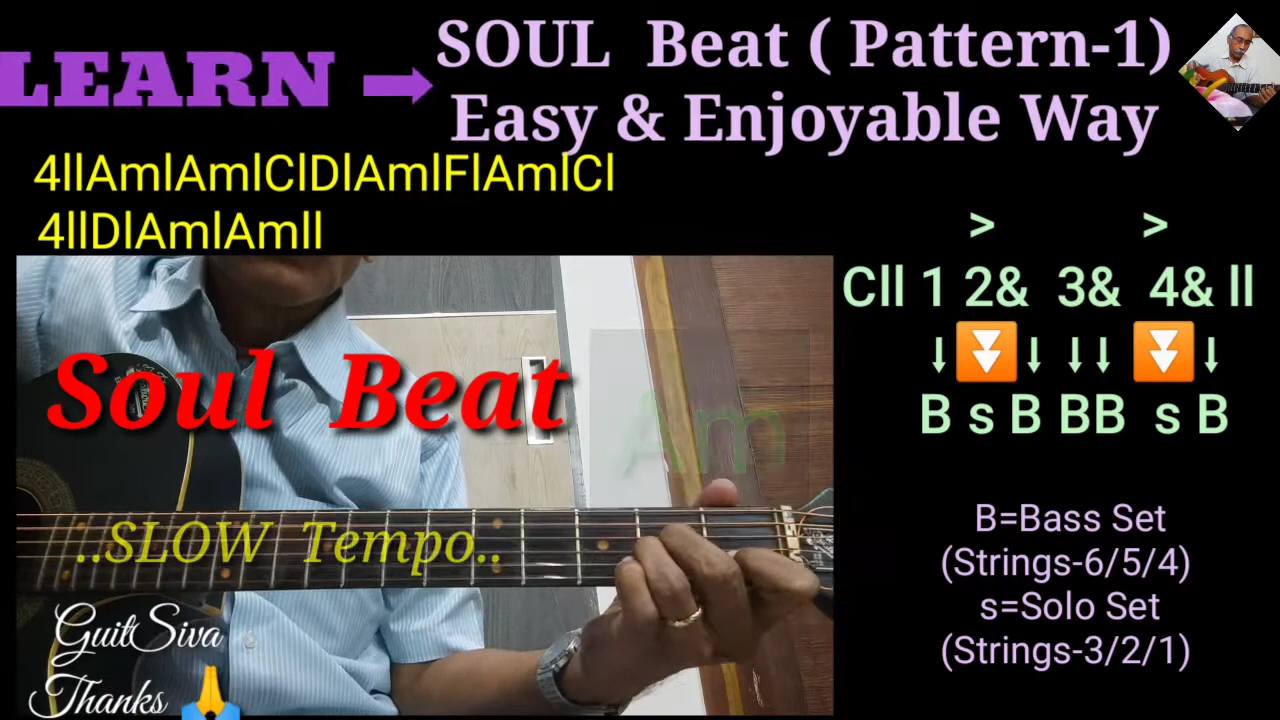 LEARN ➡ SOUL Beat ( Pattern-1)
Easy & Enjoyable Way
4llAmlAmlClDlAmlFlAmlCl
4llDlAmlAmll
> >
Cll 1 2& 3& 4& ll
↓ ⏬ ↓ ↓↓ ⏬ ↓
B s B BB s B
B=Bass Set
(Strings-6/5/4)
s=Solo Set
(Strings-3/2/1)
Soul Beat
Am
..SLOW Tempo..
GuitSiva
Thanks 🙏